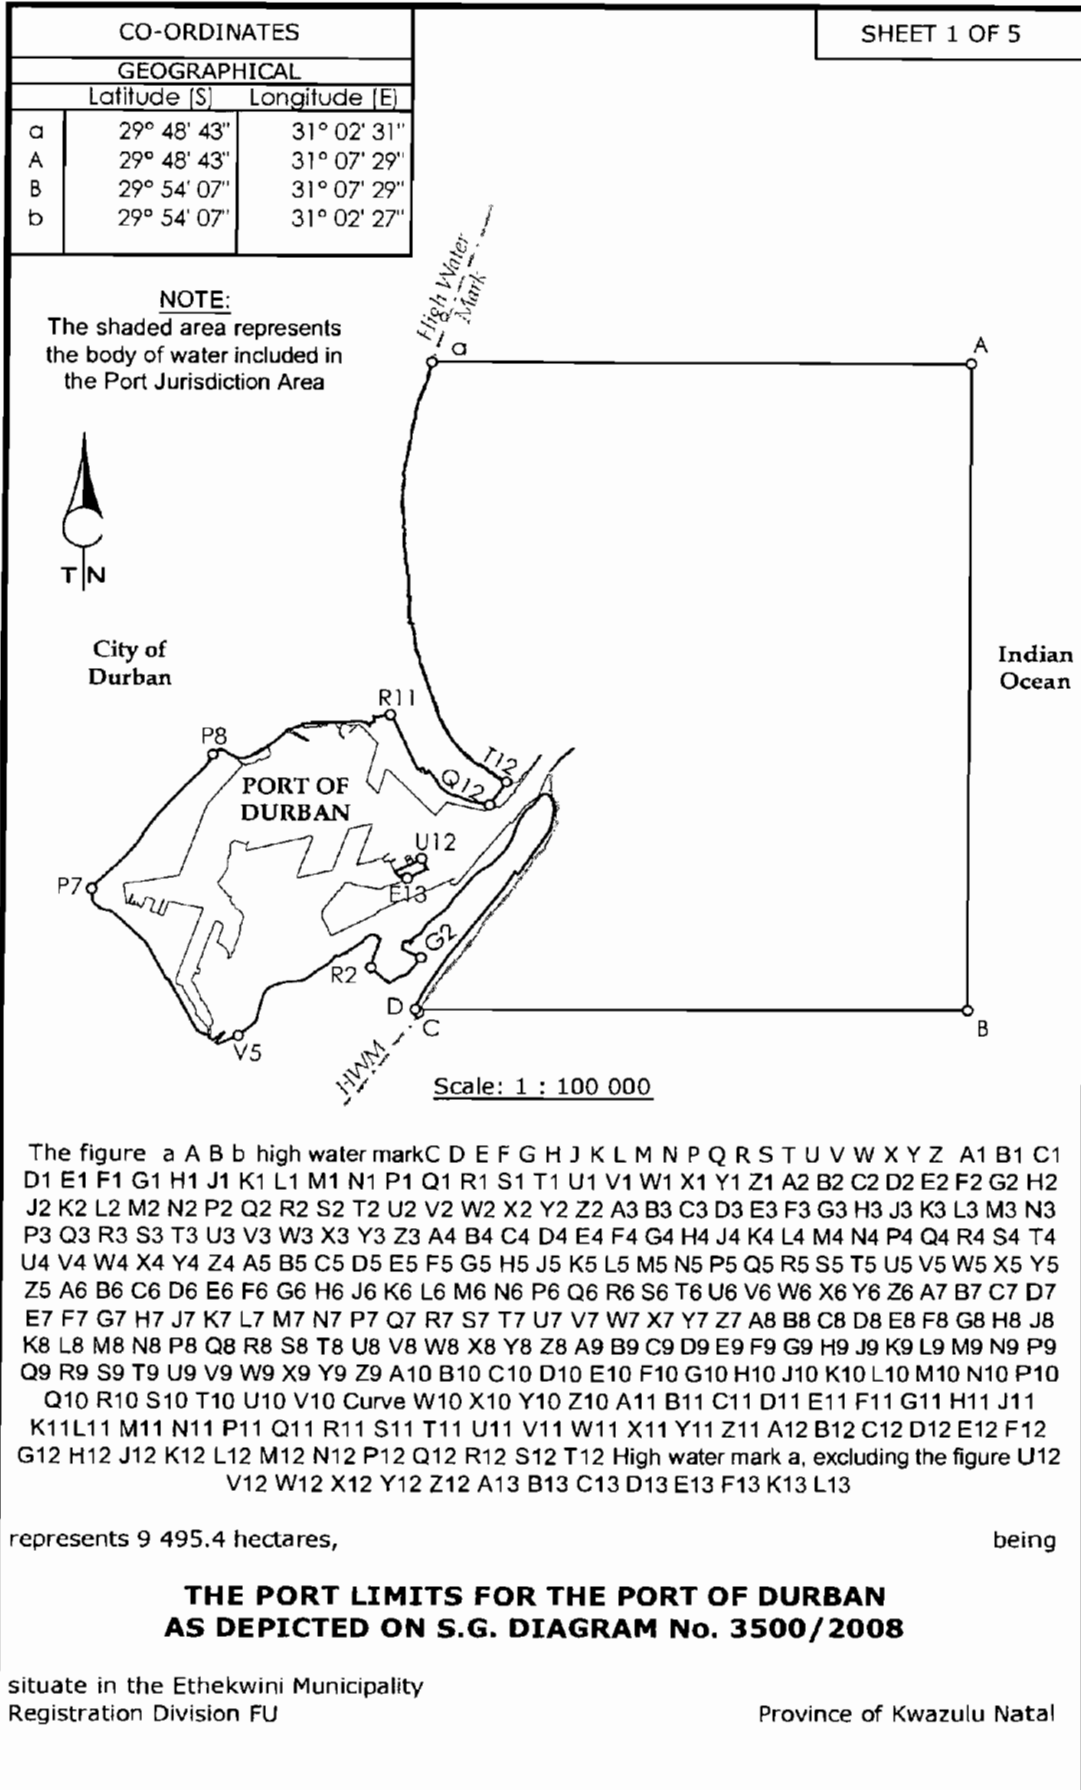 CO-ORDINATES
SHEET 1 OF 5
GEOGRAPHICAL
Latitude (S) Longitude (E)
a 29° 48' 43" 31° 02' 31"
A 29° 48' 43" 31° 07' 29"
B 29° 54' 07" 31° 07' 29"
b 29° 54' 07" 31° 02' 27"
High Water
Mark
NOTE:
The shaded area represents
the body of water included in
the Port Jurisdiction Area
a
A
T N
City of
Durban
Indian
Ocean
R11
P8
T12
Q12
PORT OF
DURBAN
U12
P7
E13
G2
R2
D
C
B
V5
HWM
Scale: 1 : 100 000
The figure a A B b high water markC D E F G H J K L M N P Q R S T U V W X Y Z A1 B1 C1
D1 E1 F1 G1 H1 J1 K1 L1 M1 N1 P1 Q1 R1 S1 T1 U1 V1 W1 X1 Y1 Z1 A2 B2 C2 D2 E2 F2 G2 H2
J2 K2 L2 M2 N2 P2 Q2 R2 S2 T2 U2 V2 W2 X2 Y2 Z2 A3 B3 C3 D3 E3 F3 G3 H3 J3 K3 L3 M3 N3
P3 Q3 R3 S3 T3 U3 V3 W3 X3 Y3 Z3 A4 B4 C4 D4 E4 F4 G4 H4 J4 K4 L4 M4 N4 P4 Q4 R4 S4 T4
U4 V4 W4 X4 Y4 Z4 A5 B5 C5 D5 E5 F5 G5 H5 J5 K5 L5 M5 N5 P5 Q5 R5 S5 T5 U5 V5 W5 X5 Y5
Z5 A6 B6 C6 D6 E6 F6 G6 H6 J6 K6 L6 M6 N6 P6 Q6 R6 S6 T6 U6 V6 W6 X6 Y6 Z6 A7 B7 C7 D7
E7 F7 G7 H7 J7 K7 L7 M7 N7 P7 Q7 R7 S7 T7 U7 V7 W7 X7 Y7 Z7 A8 B8 C8 D8 E8 F8 G8 H8 J8
K8 L8 M8 N8 P8 Q8 R8 S8 T8 U8 V8 W8 X8 Y8 Z8 A9 B9 C9 D9 E9 F9 G9 H9 J9 K9 L9 M9 N9 P9
Q9 R9 S9 T9 U9 V9 W9 X9 Y9 Z9 A10 B10 C10 D10 E10 F10 G10 H10 J10 K10 L10 M10 N10 P10
Q10 R10 S10 T10 U10 V10 Curve W10 X10 Y10 Z10 A11 B11 C11 D11 E11 F11 G11 H11 J11
K11L11 M11 N11 P11 Q11 R11 S11 T11 U11 V11 W11 X11 Y11 Z11 A12 B12 C12 D12 E12 F12
G12 H12 J12 K12 L12 M12 N12 P12 Q12 R12 S12 T12 High water mark a, excluding the figure U12
V12 W12 X12 Y12 Z12 A13 B13 C13 D13 E13 F13 K13 L13
represents 9 495.4 hectares, being
THE PORT LIMITS FOR THE PORT OF DURBAN
AS DEPICTED ON S.G. DIAGRAM No. 3500/2008
situate in the Ethekwini Municipality
Registration Division FU Province of Kwazulu Natal